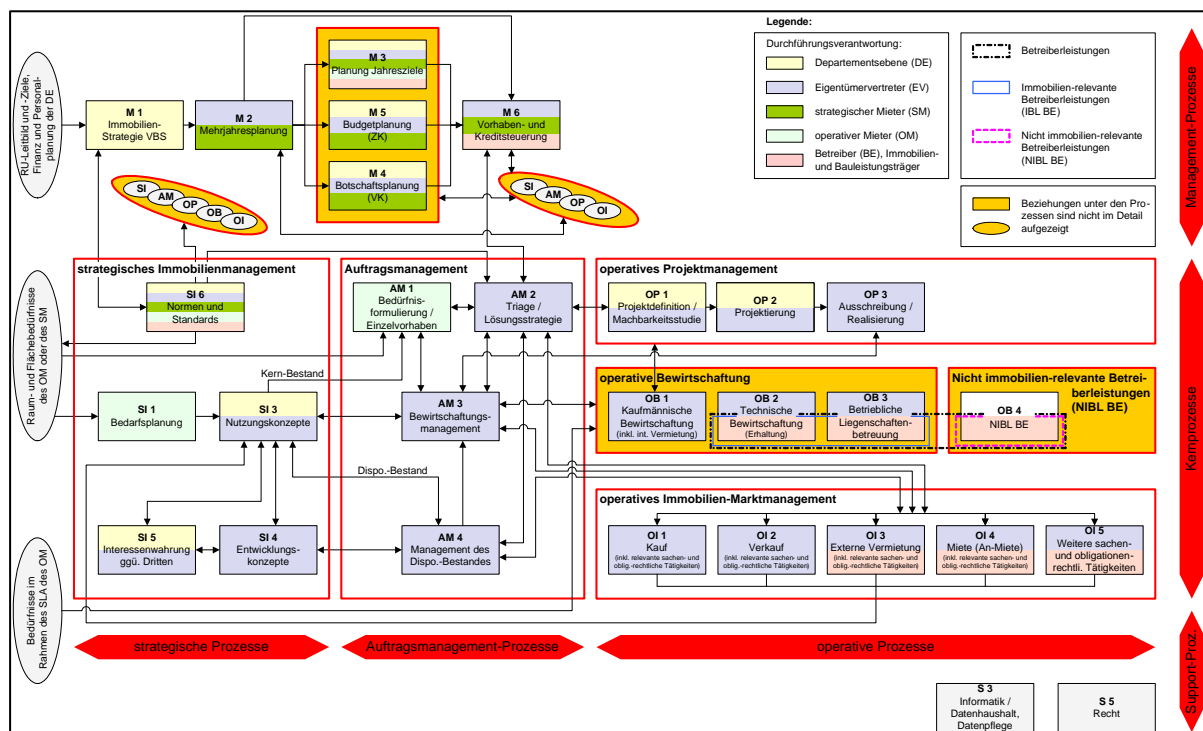 RU-Leitbild und -Ziele,
Finanz und Personal-
planung der DE
M 1
Immobilien-
Strategie VBS
M 2
Mehrjahresplanung
M 3
Planung Jahresziele
M 5
Budgetplanung
(ZK)
M 4
Botschaftsplanung
(VK)
M 6
Vorhaben- und
Kreditsteuerung
SI
AM
OP
OB
OI
SI
AM
OP
OI
Legende:
Durchführungsverantwortung:
Departementsebene (DE)
Eigentümervertreter (EV)
strategischer Mieter (SM)
operativer Mieter (OM)
Betreiber (BE), Immobilien-
und Bauleistungsträger
Betreiberleistungen
Immobilien-relevante
Betreiberleistungen
(IBL BE)
Nicht immobilien-relevante
Betreiberleistungen
(NIBL BE)
Beziehungen unter den Pro-
zessen sind nicht im Detail
aufgezeigt
Management-Prozesse
Raum- und Flächebedürfnisse
des OM oder des SM
strategisches Immobilienmanagement
SI 6
Normen und
Standards
Kern-Bestand
SI 1
Bedarfsplanung
SI 3
Nutzungskonzepte
Dispo.-Bestand
SI 5
Interessenwahrung
ggü. Dritten
SI 4
Entwicklungs-
konzepte
Auftragsmanagement
AM 1
Bedürfnis-
formulierung /
Einzelvorhaben
AM 2
Triage /
Lösungsstrategie
AM 3
Bewirtschaftungs-
management
AM 4
Management des
Dispo.-Bestandes
operatives Projektmanagement
OP 1
Projektdefinition /
Machbarkeitsstudie
OP 2
Projektierung
OP 3
Ausschreibung /
Realisierung
operative Bewirtschaftung
OB 1
Kaufmännische
Bewirtschaftung
(inkl. int. Vermietung)
OB 2
Technische
Bewirtschaftung
(Erhaltung)
OB 3
Betriebliche
Liegenschaften-
betreuung
Nicht immobilien-relevante Betrei-
berleistungen
(NIBL BE)
OB 4
NIBL BE
operatives Immobilien-Marktmanagement
OI 1
Kauf
(inkl. relevante sachen- und
oblig.-rechtliche Tätigkeiten)
OI 2
Verkauf
(inkl. relevante sachen- und
oblig.-rechtliche Tätigkeiten)
OI 3
Externe Vermietung
(inkl. relevante sachen- und
oblig.-rechtliche Tätigkeiten)
OI 4
Miete (An-Miete)
(inkl. relevante sachen- und
oblig.-rechtliche Tätigkeiten)
OI 5
Weitere sachen-
und obligationen-
rechtli. Tätigkeiten
Kernprozesse
Bedürfnisse im
Rahmen des SLA des OM
strategische Prozesse
Auftragsmanagement-Prozesse
operative Prozesse
Support-Proz.
S 3
Informatik /
Datenhaushalt,
Datenpflege
S 5
Recht